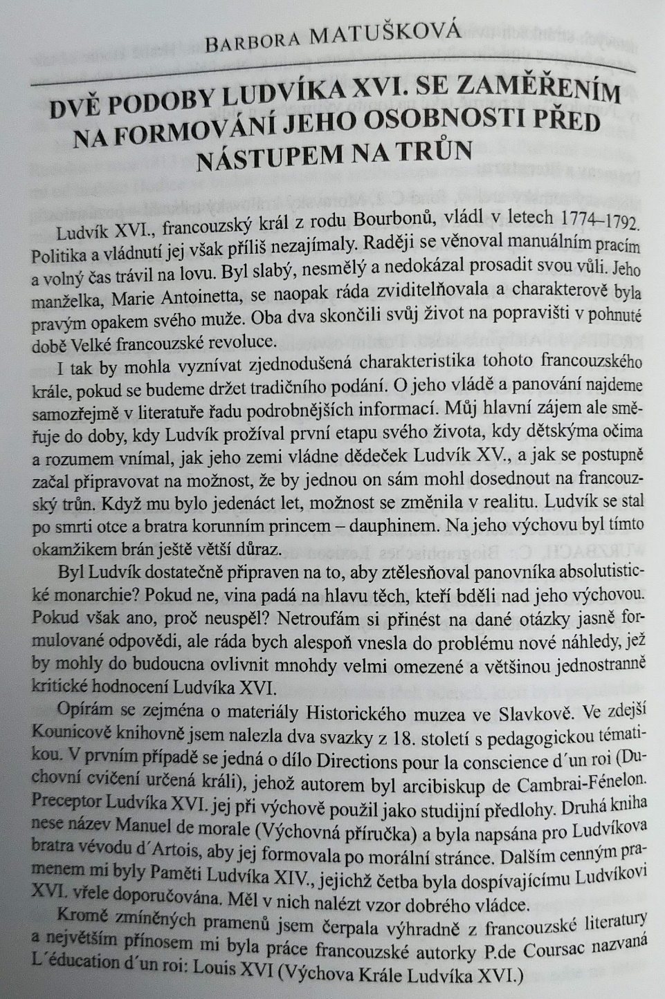 BARBORA MATUŠKOVÁ
DVĚ PODOBY LUDVÍKA XVI. SE ZAMĚŘENÍM
NA FORMOVÁNÍ JEHO OSOBNOSTI PŘED
NÁSTUPEM NA TRŮN
Ludvík XVI., francouzský král z rodu Bourbonů, vládl v letech 1774–1792.
Politika a vládnutí jej však příliš nezajímaly. Raději se věnoval manuálním pracím
a volný čas trávil na lovu. Byl slabý, nesmělý a nedokázal prosadit svou vůli. Jeho
manželka, Marie Antoinetta, se naopak ráda zviditelňovala a charakterově byla
pravým opakem svého muže. Oba dva skončili svůj život na popravišti v pohnuté
době Velké francouzské revoluce.
I tak by mohla vyznívat zjednodušená charakteristika tohoto francouzského
krále, pokud se budeme držet tradičního podání. O jeho vládě a panování najdeme
samozřejmě v literatuře řadu podrobnějších informací. Můj hlavní zájem ale smě-
řuje do doby, kdy Ludvík prožíval první etapu svého života, kdy dětskýma očima
a rozumem vnímal, jak jeho zemi vládne dědeček Ludvík XV., a jak se postupně
začal připravovat na možnost, že by jednou on sám mohl dosednout na francouz-
ský trůn. Když mu bylo jedenáct let, možnost se změnila v realitu. Ludvík se stal
po smrti otce a bratra korunním princem – dauphinem. Na jeho výchovu byl tímto
okamžikem brán ještě větší důraz.
Byl Ludvík dostatečně připraven na to, aby ztělesňoval panovníka absolutistic-
ké monarchie? Pokud ne, vina padá na hlavu těch, kteří bděli nad jeho výchovou.
Pokud však ano, proč neuspěl? Netroufám si přinést na dané otázky jasně for-
mulované odpovědi, ale ráda bych alespoň vnesla do problému nové náhledy, jež
by mohly do budoucna ovlivnit mnohdy velmi omezené a většinou jednostranně
kritické hodnocení Ludvíka XVI.
Opírám se zejména o materiály Historického muzea ve Slavkově. Ve zdejší
Kounicově knihovně jsem nalezla dva svazky z 18. století s pedagogickou témati-
kou. V prvním případě se jedná o dílo Directions pour la conscience d´un roi (Du-
chovní cvičení určená králi), jehož autorem byl arcibiskup de Cambrai-Fénelon.
Preceptor Ludvíka XVI. jej při výchově použil jako studijní předlohy. Druhá kniha
nese název Manuel de morale (Výchovná příručka) a byla napsána pro Ludvíkova
bratra vévodu d´Artois, aby jej formovala po morální stránce. Dalším cenným pra-
menem mi byly Paměti Ludvíka XIV., jejichž četba byla dospívajícímu Ludvíkovi
XVI. vřele doporučována. Měl v nich nalézt vzor dobrého vládce.
Kromě zmíněných pramenů jsem čerpala výhradně z francouzské literatury
a největším přínosem mi byla práce francouzské autorky P.de Coursac nazvaná
L´éducation d´un roi: Louis XVI (Výchova Krále Ludvíka XVI.)